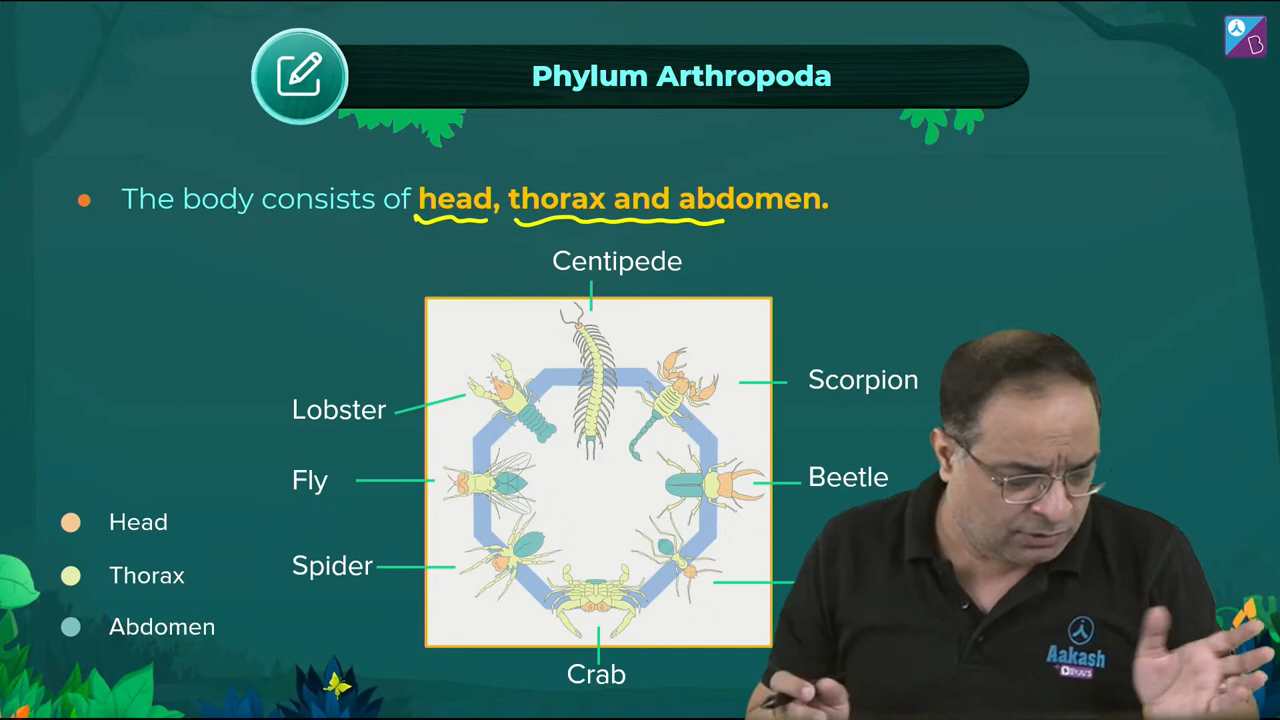 Phylum Arthropoda
B
The body consists of head, thorax and abdomen.
Centipede
Scorpion
Lobster
Beetle
Fly
Head
Spider
Thorax
Abdomen
Crab
Aakash
BYJU'S